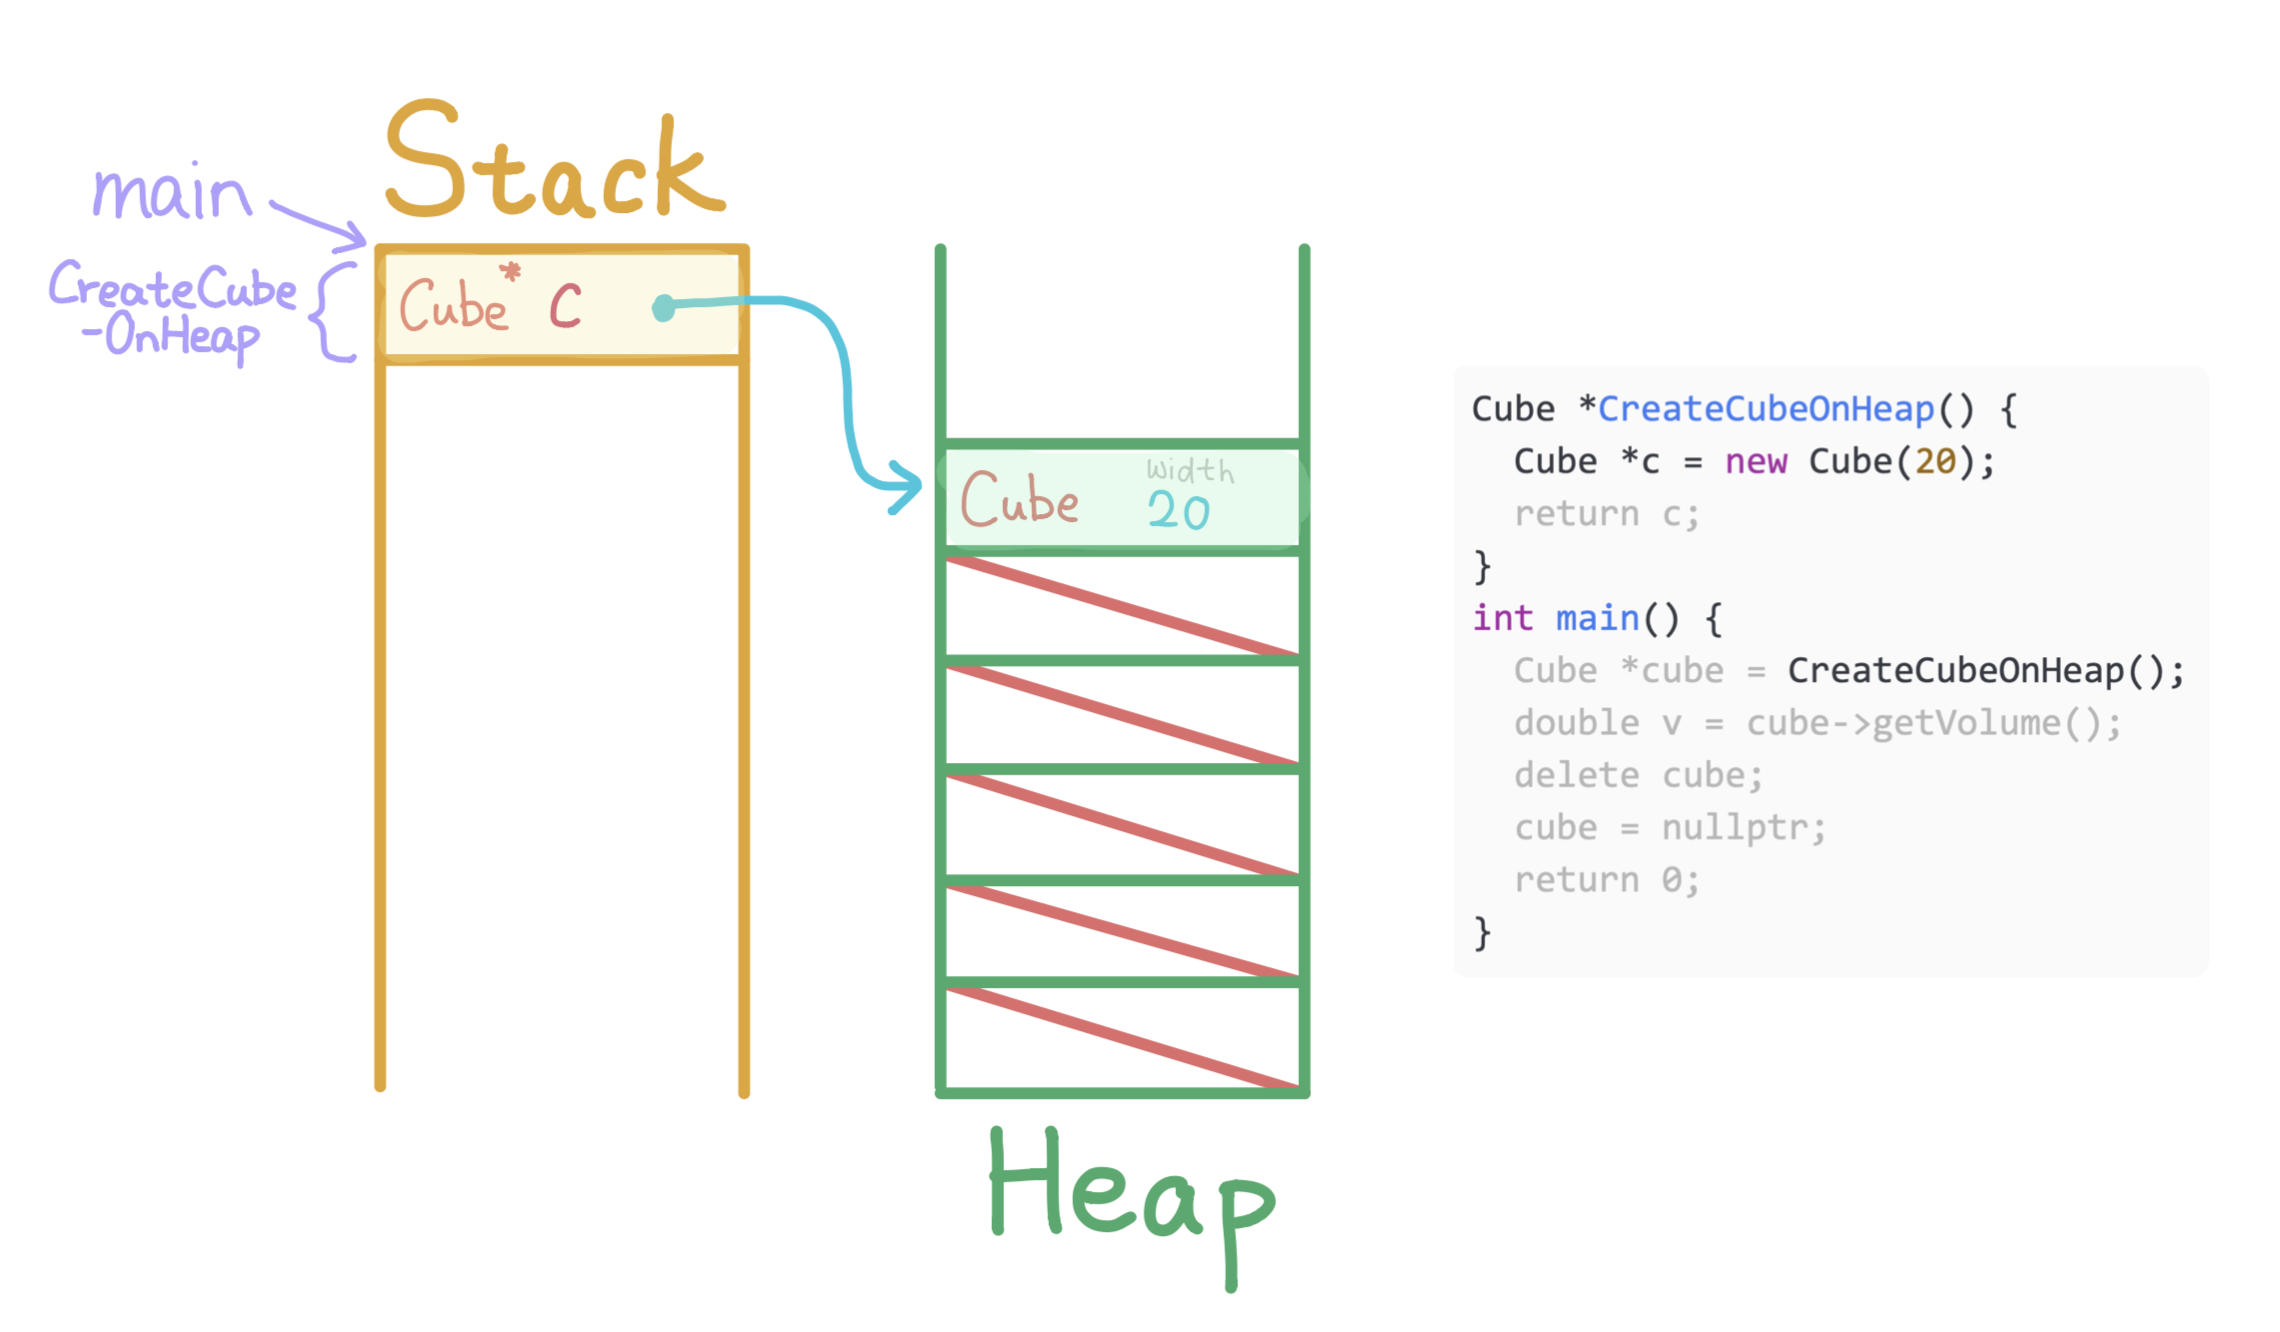 Stack
main
CreateCube
-OnHeap
Cube* c
Cube width 20
Heap
Cube *CreateCubeOnHeap() {
  Cube *c = new Cube(20);
  return c;
}
int main() {
  Cube *cube = CreateCubeOnHeap();
  double v = cube->getVolume();
  delete cube;
  cube = nullptr;
  return 0;
}